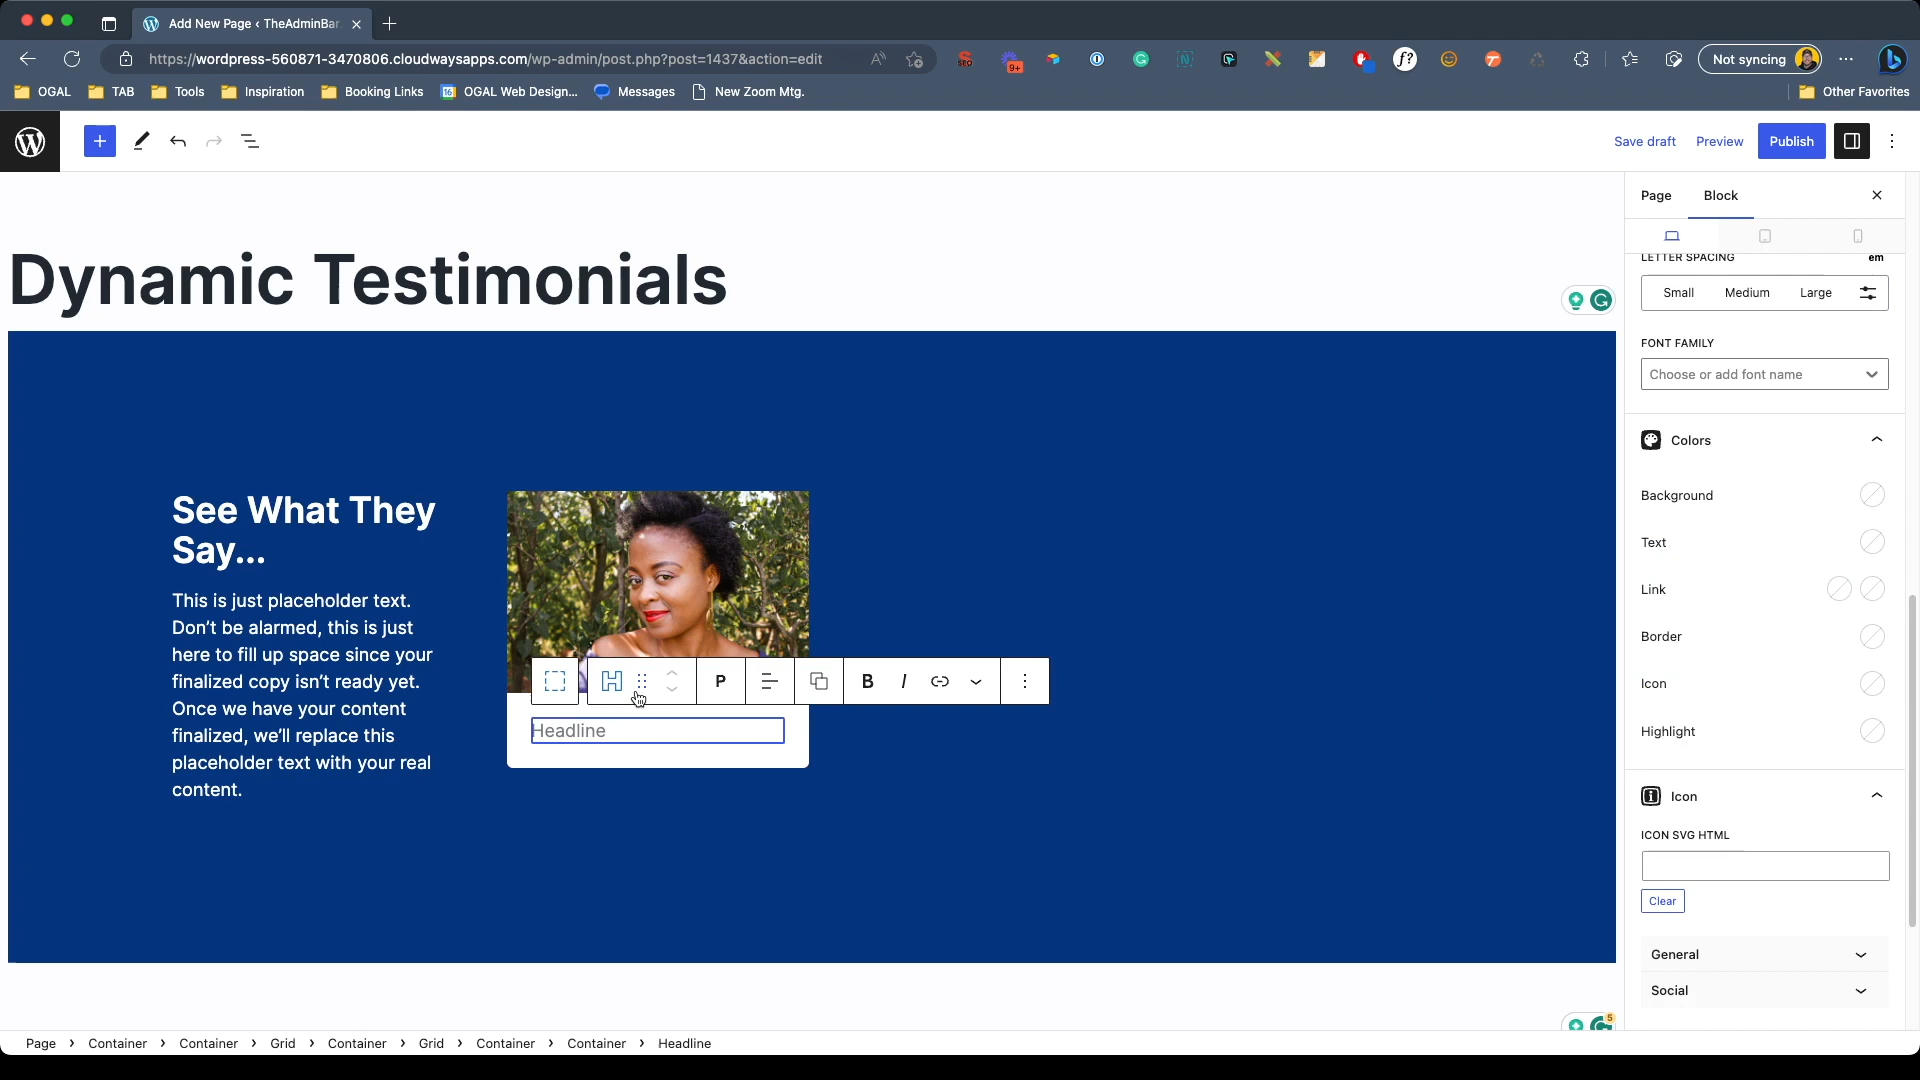 Add New Page ‹ TheAdminBar
https://wordpress-560871-3470806.cloudwaysapps.com/wp-admin/post.php?post=1437&action=edit
9+
Not syncing
OGAL
TAB
Tools
Inspiration
Booking Links
OGAL Web Design...
Messages
New Zoom Mtg.
Other Favorites
Save draft
Preview
Publish
Page
Block
LETTER SPACING
em
Small
Medium
Large
FONT FAMILY
Choose or add font name
Colors
Background
Text
Link
Border
Icon
Highlight
Icon
ICON SVG HTML
Clear
General
Social
Dynamic Testimonials
See What They
Say...
This is just placeholder text.
Don't be alarmed, this is just
here to fill up space since your
finalized copy isn't ready yet.
Once we have your content
finalized, we'll replace this
placeholder text with your real
content.
P
B
I
Headline
5
Page › Container › Container › Grid › Container › Grid › Container › Container › Headline